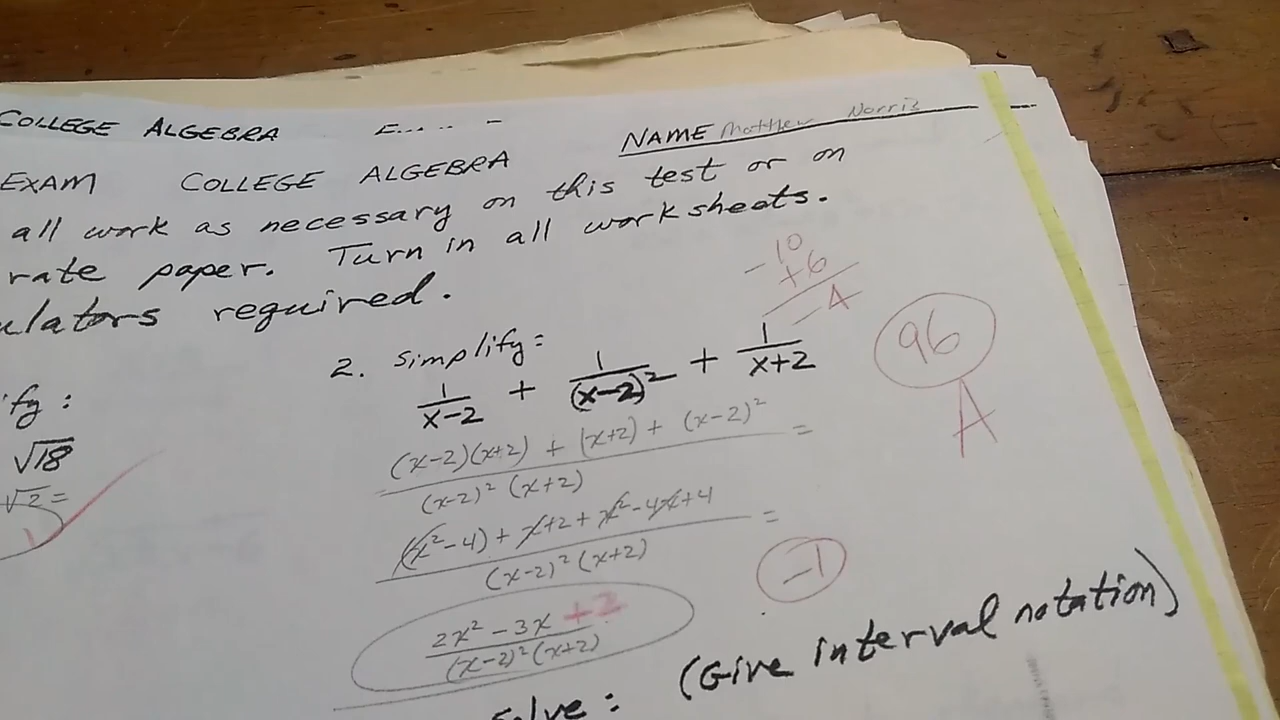 COLLEGE ALGEBRA
NAME Matthew Norris
EXAM COLLEGE ALGEBRA
all work as necessary on this test or on
rate paper. Turn in all worksheets.
ulators required.
-10
+6
-4
96
A
ify:
√18
√2 =
2. Simplify:
1/(x-2) + 1/(x-2)² + 1/(x+2)
((x-2)(x+2) + (x+2) + (x-2)²)/((x-2)²(x+2)) =
((x²-4) + x+2 + x²-4x+4)/((x-2)²(x+2)) =
-1
(2x² - 3x +2)/((x-2)²(x+2))
olve: (Give interval notation)